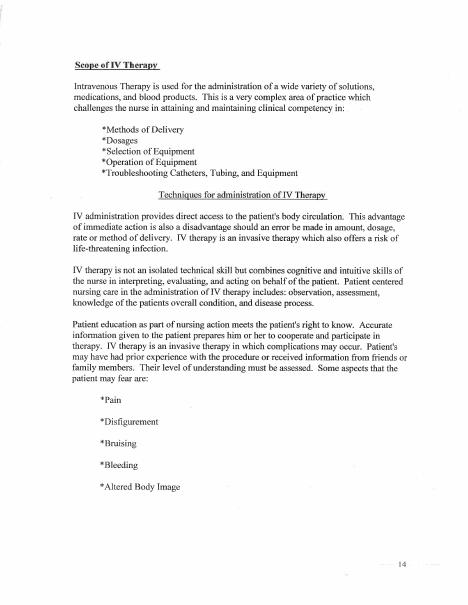 Scope of IV Therapy
Intravenous Therapy is used for the administration of a wide variety of solutions,
medications, and blood products.  This is a very complex area of practice which
challenges the nurse in attaining and maintaining clinical competency in:
*Methods of Delivery
*Dosages
*Selection of Equipment
*Operation of Equipment
*Troubleshooting Catheters, Tubing, and Equipment
Techniques for administration of IV Therapy
IV administration provides direct access to the patient's body circulation.  This advantage
of immediate action is also a disadvantage should an error be made in amount, dosage,
rate or method of delivery.  IV therapy is an invasive therapy which also offers a risk of
life-threatening infection.
IV therapy is not an isolated technical skill but combines cognitive and intuitive skills of
the nurse in interpreting, evaluating, and acting on behalf of the patient.  Patient centered
nursing care in the administration of IV therapy includes: observation, assessment,
knowledge of the patients overall condition, and disease process.
Patient education as part of nursing action meets the patient's right to know.  Accurate
information given to the patient prepares him or her to cooperate and participate in
therapy.  IV therapy is an invasive therapy in which complications may occur.  Patient's
may have had prior experience with the procedure or received information from friends or
family members.  Their level of understanding must be assessed.  Some aspects that the
patient may fear are:
*Pain
*Disfigurement
*Bruising
*Bleeding
*Altered Body Image
14